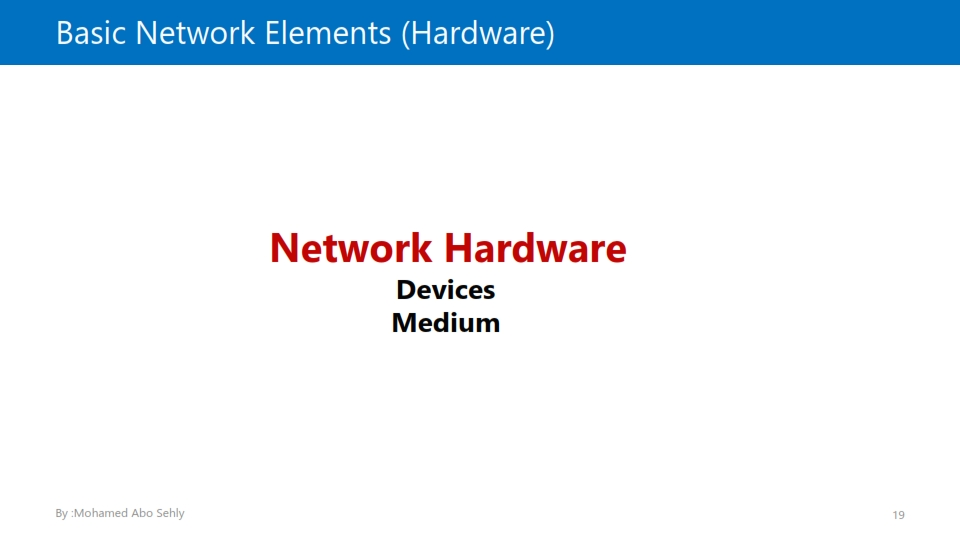 Basic Network Elements (Hardware)
Network Hardware
Devices
Medium
By :Mohamed Abo Sehly
19